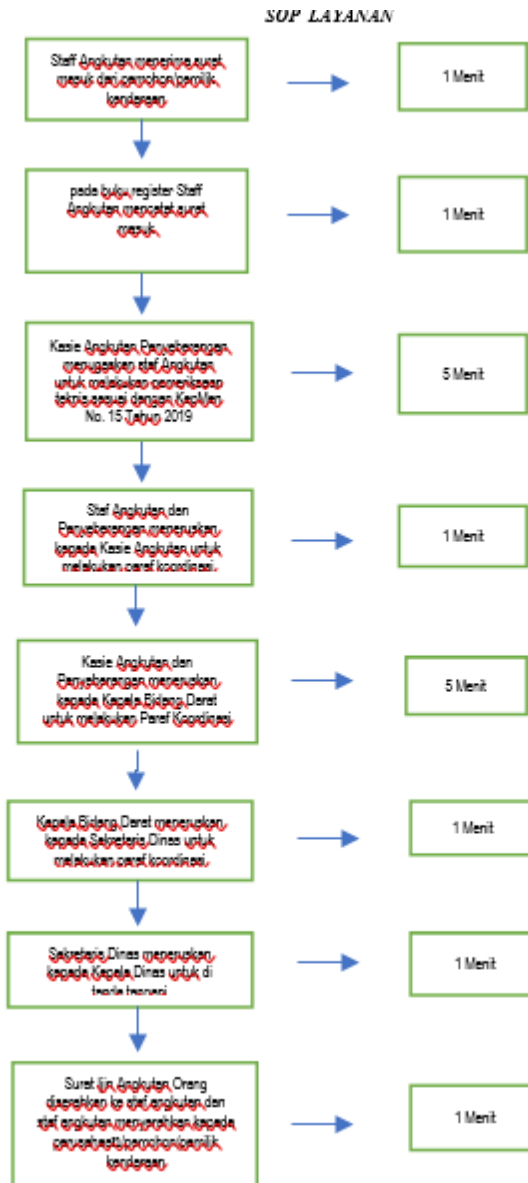 SOP LAYANAN
Staff Angkutan menerima surat
masuk dari pemohon/pemilik
kendaraan
1 Menit
pada buku register Staff
Angkutan mencatat surat
masuk.
1 Menit
Kasie Angkutan Penyeberangan
menugaskan staf Angkutan
untuk melakukan pemeriksaan
teknis sesuai dengan KepMen
No. 15 Tahun 2019
5 Menit
Staf Angkutan dan
Penyeberangan meneruskan
kepada Kasie Angkutan untuk
melakukan paraf koordinasi.
1 Menit
Kasie Angkutan dan
Penyeberangan meneruskan
kepada Kepala Bidang Darat
untuk melakukan Paraf Koordinasi
5 Menit
Kepala Bidang Darat meneruskan
kepada Sekretaris Dinas untuk
melakukan paraf koordinasi.
1 Menit
Sekretaris Dinas meneruskan
kepada Kepala Dinas untuk di
tanda tangani
1 Menit
Surat Ijin Angkutan Orang
diserahkan ke staf angkutan dan
staf angkutan menyerahkan kepada
pemohon/pemilik
kendaraan
1 Menit